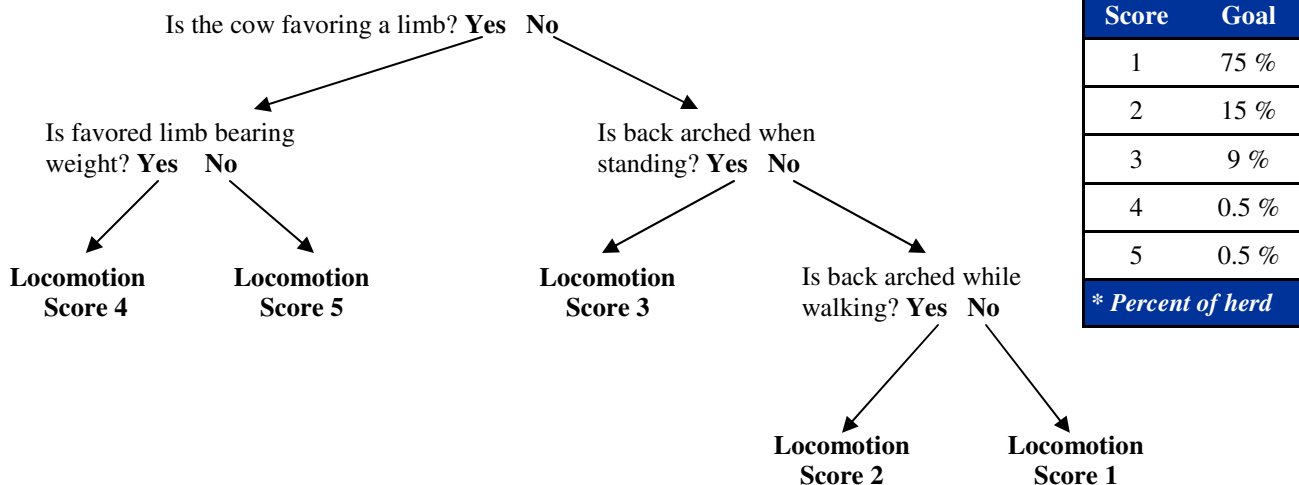 Is the cow favoring a limb? Yes No
Is favored limb bearing
weight? Yes No
Is back arched when
standing? Yes No
Locomotion
Score 4
Locomotion
Score 5
Locomotion
Score 3
Is back arched while
walking? Yes No
Locomotion
Score 2
Locomotion
Score 1
Score Goal
1 75 %
2 15 %
3 9 %
4 0.5 %
5 0.5 %
* Percent of herd